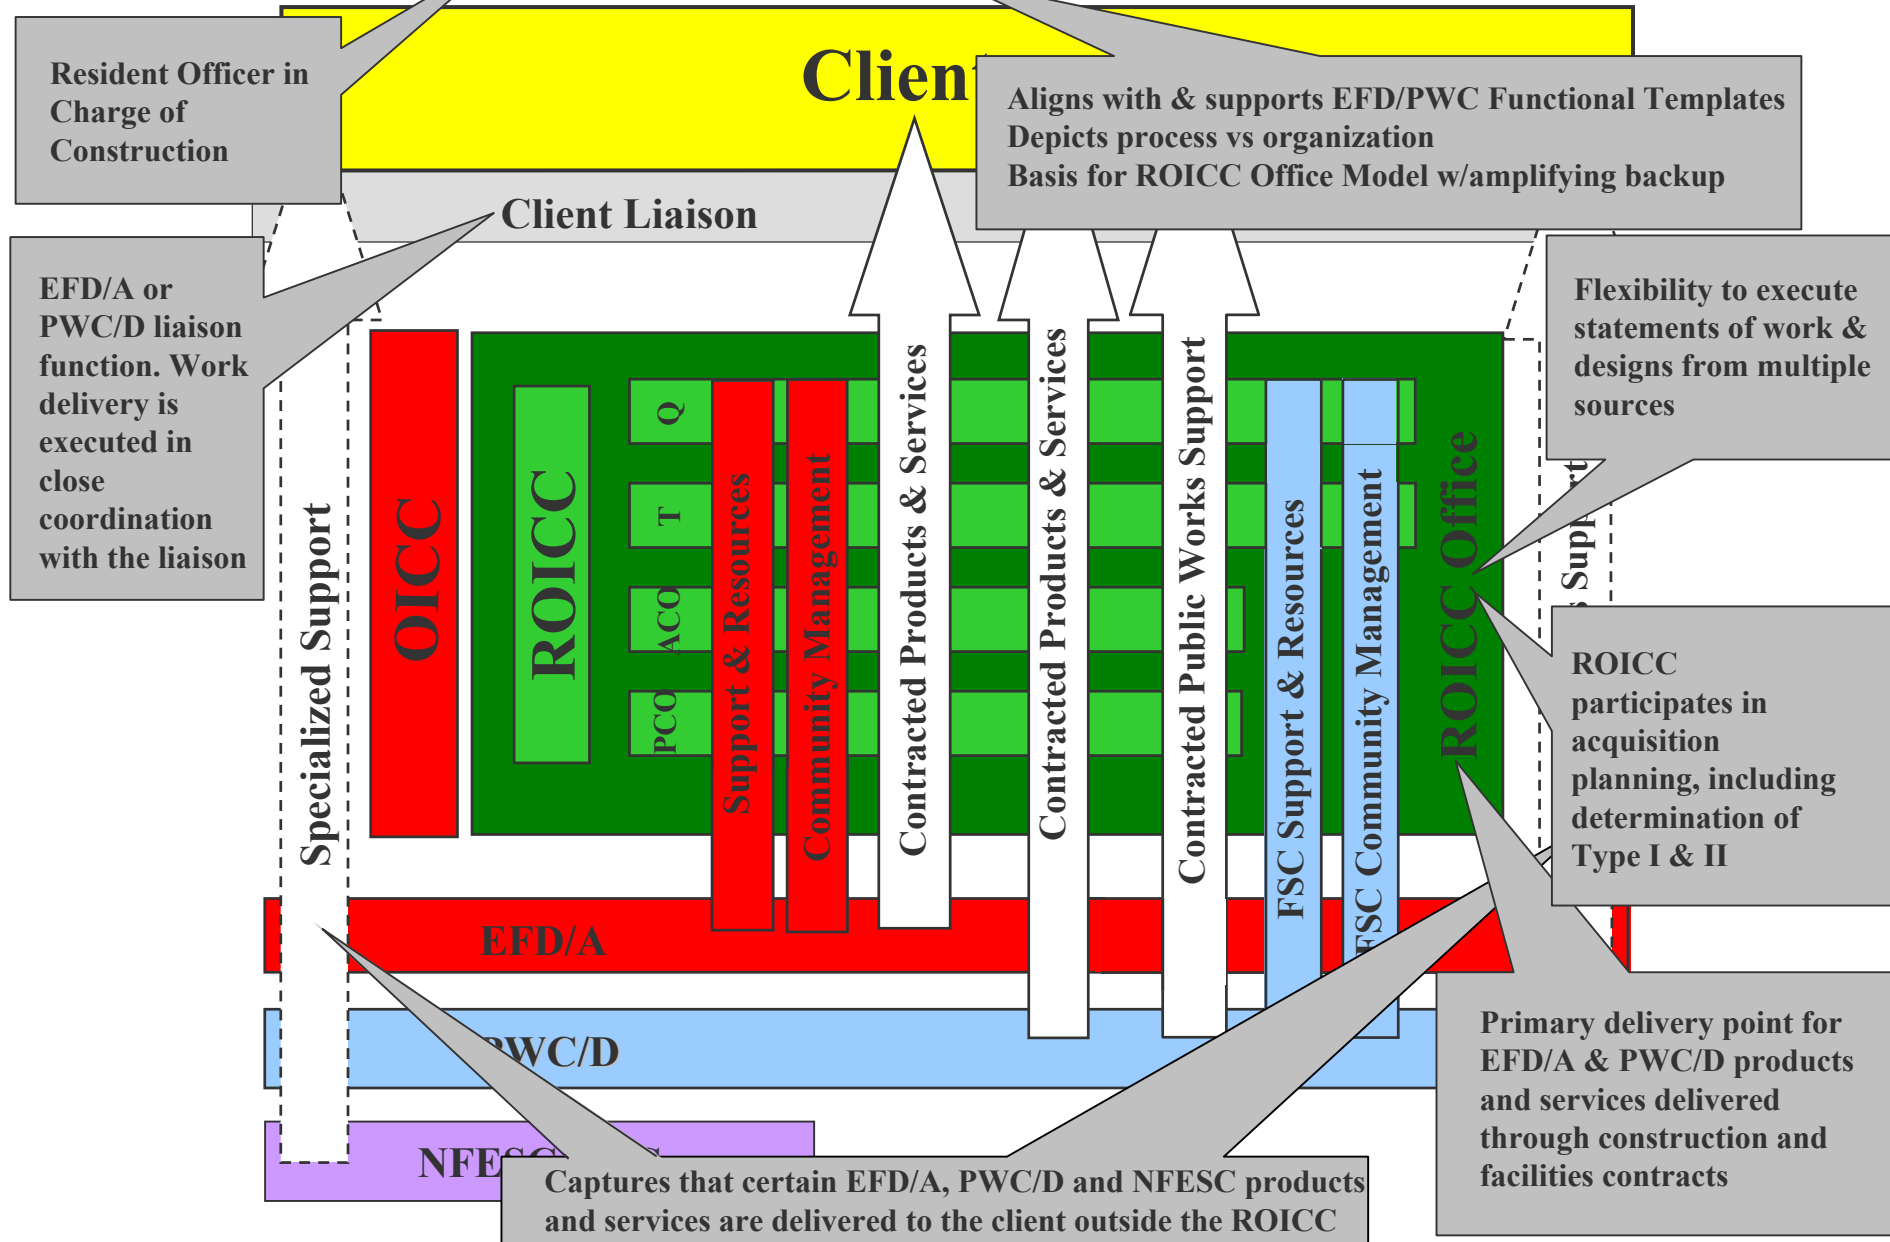 Client
Resident Officer in
Charge of
Construction
Aligns with & supports EFD/PWC Functional Templates
Depicts process vs organization
Basis for ROICC Office Model w/amplifying backup
Client Liaison
EFD/A or
PWC/D liaison
function. Work
delivery is
executed in
close
coordination
with the liaison
Flexibility to execute
statements of work &
designs from multiple
sources
Specialized Support
OICC
ROICC
Q
T
ACO
PCO
Support & Resources
Community Management
Contracted Products & Services
Contracted Products & Services
Contracted Public Works Support
FSC Support & Resources
FSC Community Management
ROICC Office
Support
ROICC
participates in
acquisition
planning, including
determination of
Type I & II
EFD/A
PWC/D
NFESC
Primary delivery point for
EFD/A & PWC/D products
and services delivered
through construction and
facilities contracts
Captures that certain EFD/A, PWC/D and NFESC products
and services are delivered to the client outside the ROICC